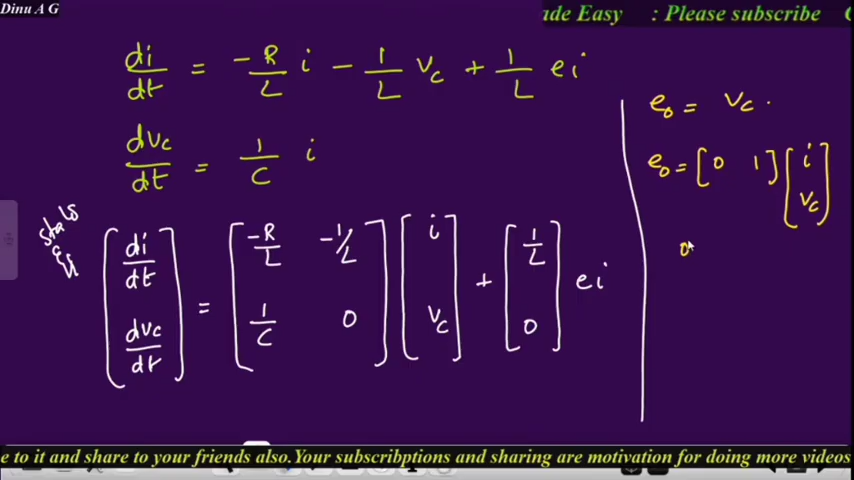 Dinu A G
ade Easy : Please subscribe
di/dt = -R/L i - 1/L vc + 1/L ei
dvc/dt = 1/C i
e0 = vc .
e0 = [0 1] [i vc]
[di/dt dvc/dt] = [-R/L -1/L 1/C 0] [i vc] + [1/L 0] ei
e to it and share to your friends also.Your subscribptions and sharing are motivation for doing more videos